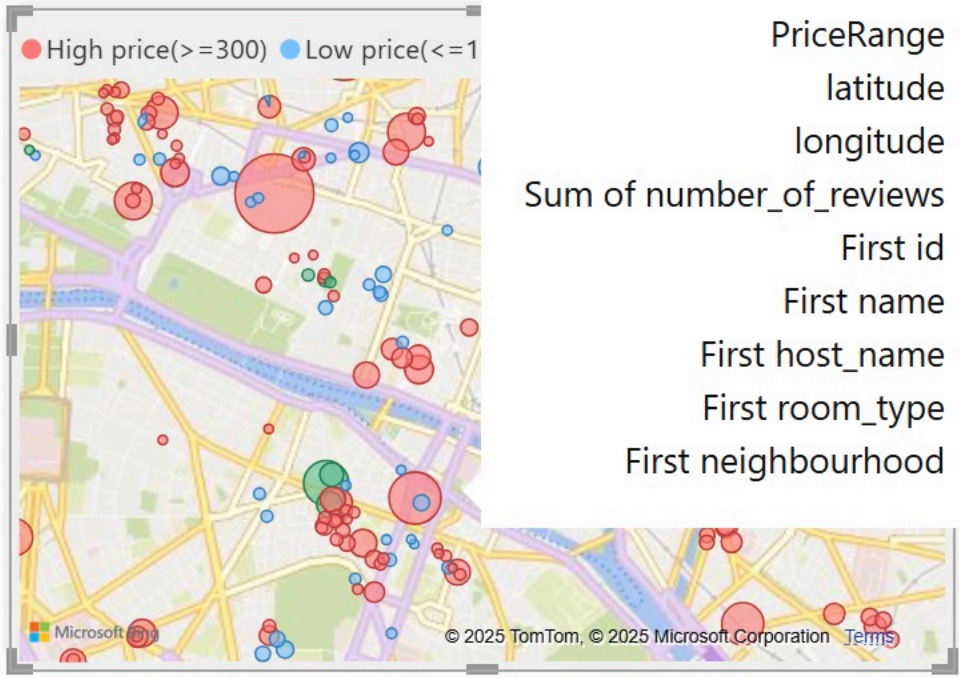 High price(>=300) Low price(<=1
PriceRange
latitude
longitude
Sum of number_of_reviews
First id
First name
First host_name
First room_type
First neighbourhood
Microsoft Bing
© 2025 TomTom, © 2025 Microsoft Corporation Terms